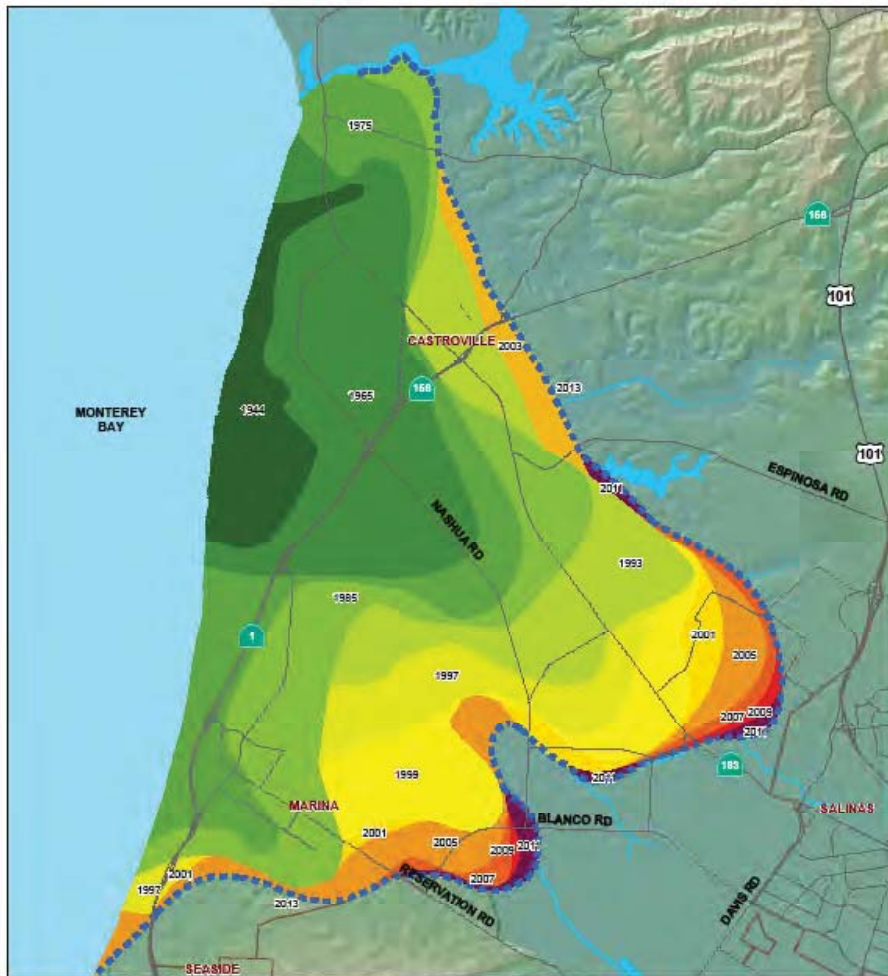 1975
166
101
CASTROVILLE
2003
156
2013
1944
1965
MONTEREY
BAY
101
ESPINOSA RD
2011
NASHUA RD
1993
1985
1
2001
2005
1997
2009
2007
2011
183
1999
2011
MARINA
SALINAS
BLANCO RD
2001
2005
2009
2011
2001
1997
2007
RESERVATION RD
2013
DAVIS RD
SEASIDE